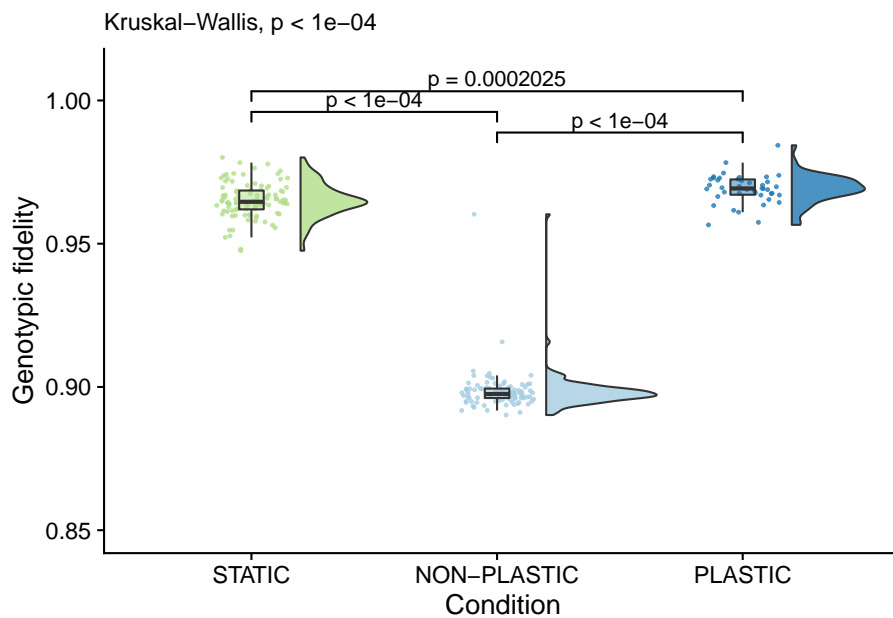 Kruskal−Wallis, p < 1e−04
p = 0.0002025
p < 1e−04
p < 1e−04
1.00
0.95
0.90
0.85
Genotypic fidelity
STATIC
NON−PLASTIC
PLASTIC
Condition